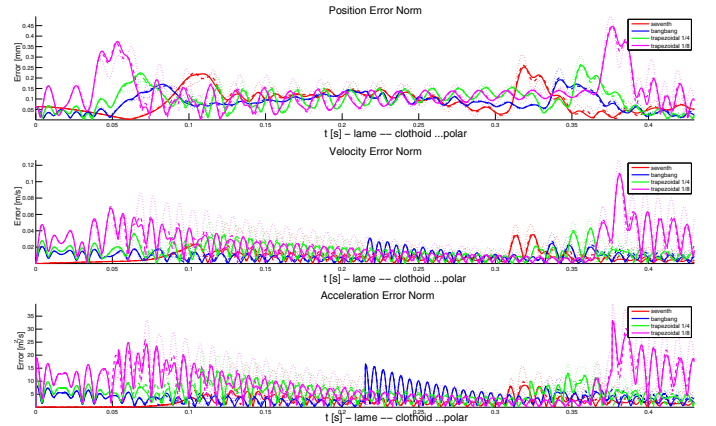 Position Error Norm
Error [mm]
0.45
0.4
0.35
0.3
0.25
0.2
0.15
0.1
0.05
0 0.05 0.1 0.15 0.2 0.25 0.3 0.35 0.4
t [s] – lame –– clothoid ...polar
seventh
bangbang
trapezoidal 1/4
trapezoidal 1/8
Velocity Error Norm
Error [m/s]
0.12
0.1
0.08
0.06
0.04
0.02
0 0.05 0.1 0.15 0.2 0.25 0.3 0.35 0.4
t [s] – lame –– clothoid ...polar
seventh
bangbang
trapezoidal 1/4
trapezoidal 1/8
Acceleration Error Norm
Error [m²/s]
35
30
25
20
15
10
5
0 0.05 0.1 0.15 0.2 0.25 0.3 0.35 0.4
t [s] – lame –– clothoid ...polar
seventh
bangbang
trapezoidal 1/4
trapezoidal 1/8